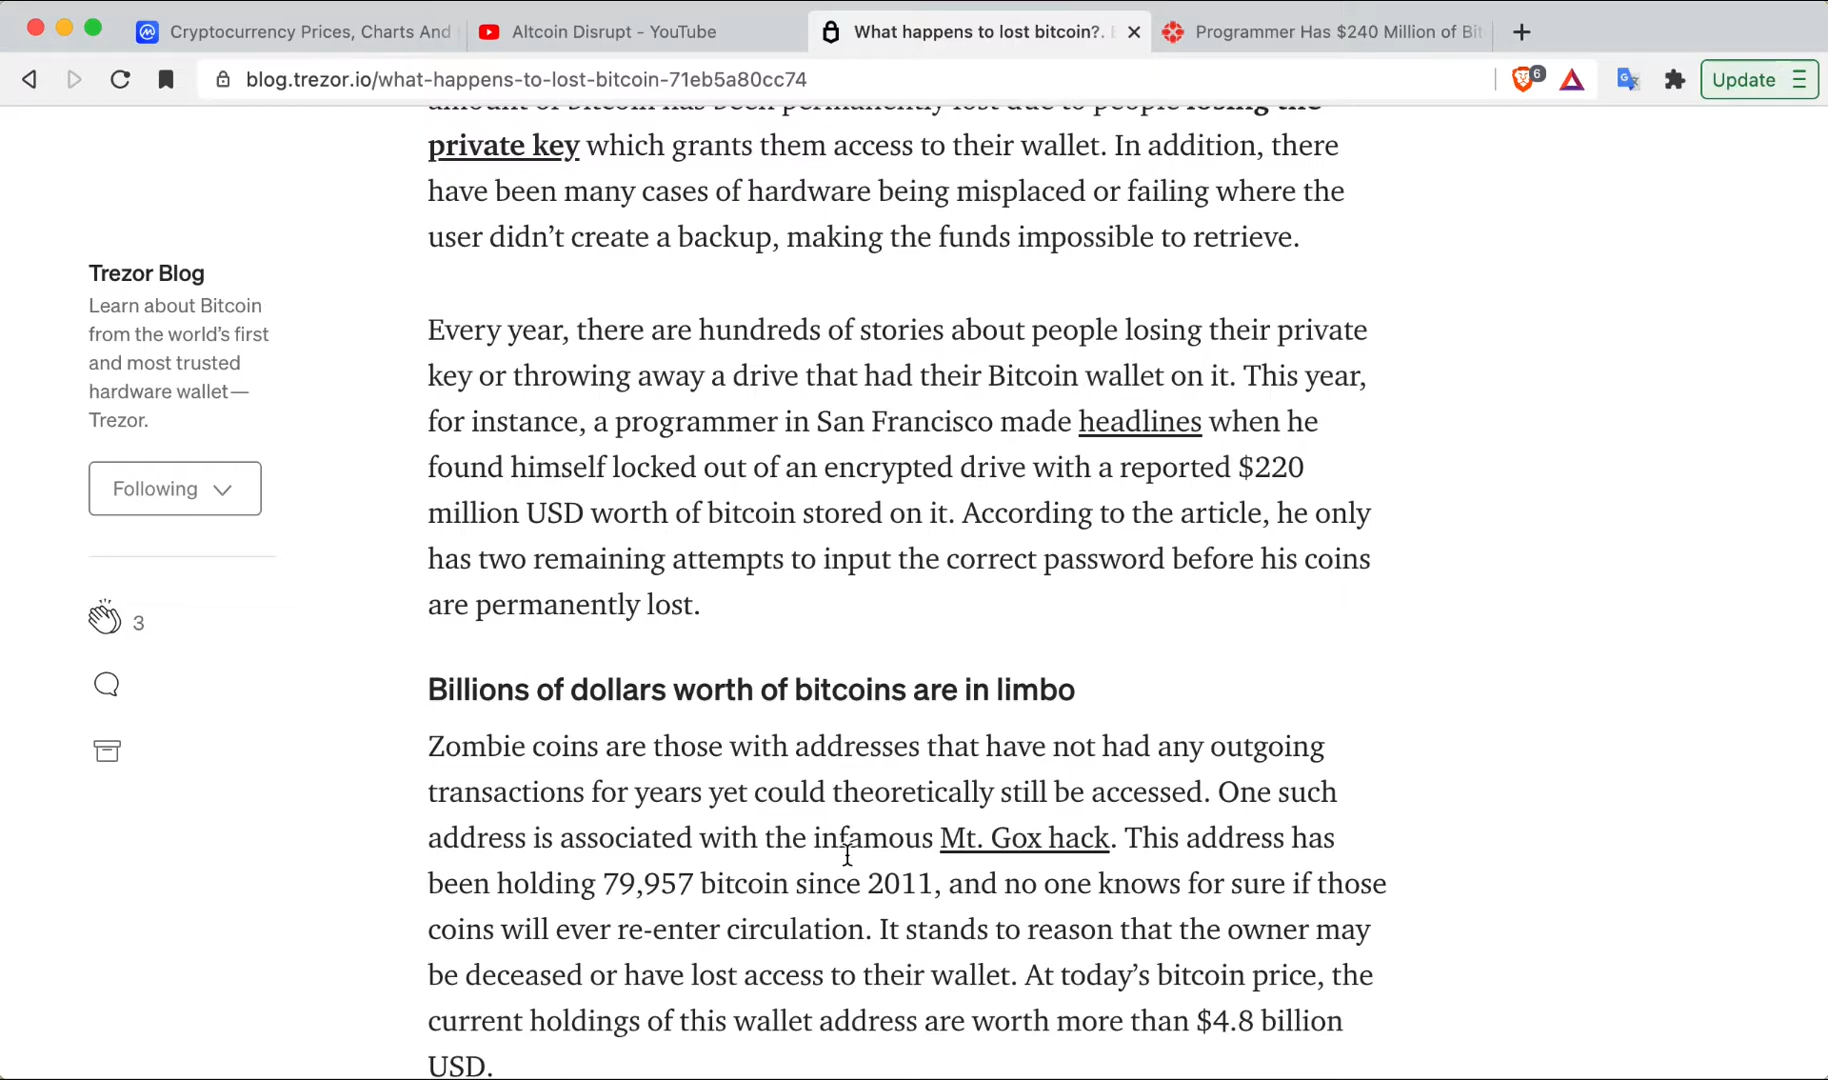 Cryptocurrency Prices, Charts And
Altcoin Disrupt - YouTube
What happens to lost bitcoin?.
Programmer Has $240 Million of Bit
blog.trezor.io/what-happens-to-lost-bitcoin-71eb5a80cc74
6
Update
amount of bitcoin has been permanently lost due to people losing the
private key which grants them access to their wallet. In addition, there
have been many cases of hardware being misplaced or failing where the
user didn’t create a backup, making the funds impossible to retrieve.
Trezor Blog
Learn about Bitcoin
from the world’s first
and most trusted
hardware wallet—
Trezor.
Following
3
Every year, there are hundreds of stories about people losing their private
key or throwing away a drive that had their Bitcoin wallet on it. This year,
for instance, a programmer in San Francisco made headlines when he
found himself locked out of an encrypted drive with a reported $220
million USD worth of bitcoin stored on it. According to the article, he only
has two remaining attempts to input the correct password before his coins
are permanently lost.
Billions of dollars worth of bitcoins are in limbo
Zombie coins are those with addresses that have not had any outgoing
transactions for years yet could theoretically still be accessed. One such
address is associated with the infamous Mt. Gox hack. This address has
been holding 79,957 bitcoin since 2011, and no one knows for sure if those
coins will ever re-enter circulation. It stands to reason that the owner may
be deceased or have lost access to their wallet. At today’s bitcoin price, the
current holdings of this wallet address are worth more than $4.8 billion
USD.